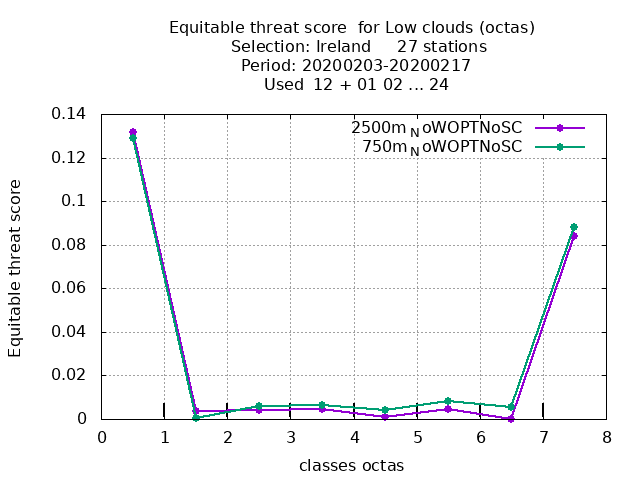 Equitable threat score  for Low clouds (octas)
Selection: Ireland     27 stations
Period: 20200203-20200217
Used  12 + 01 02 ... 24
2500m_NoWOPTNoSC
750m_NoWOPTNoSC
0.14
0.12
0.1
0.08
0.06
0.04
0.02
0
Equitable threat score
0 1 2 3 4 5 6 7 8
classes octas